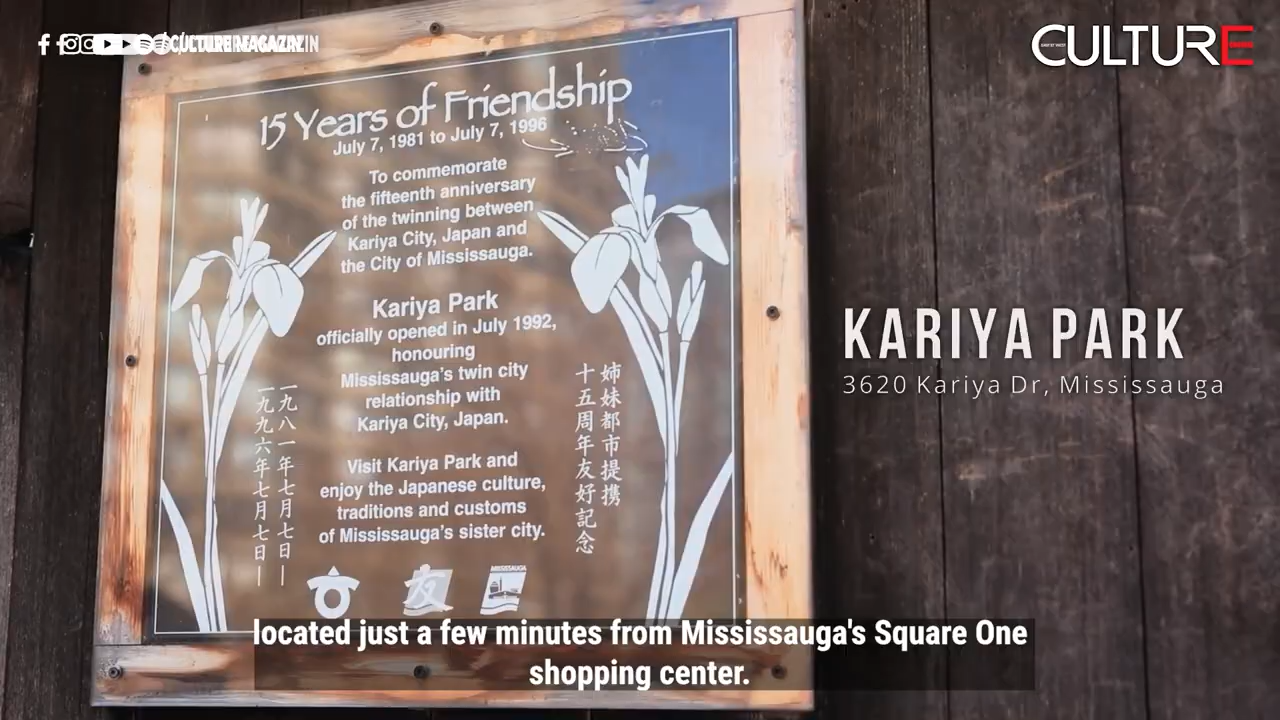 CULTURE
15 Years of Friendship
July 7, 1981 to July 7, 1996
To commemorate
the fifteenth anniversary
of the twinning between
Kariya City, Japan and
the City of Mississauga.
Kariya Park
officially opened in July 1992,
honouring
Mississauga's twin city
relationship with
Kariya City, Japan.
Visit Kariya Park and
enjoy the Japanese culture,
traditions and customs
of Mississauga's sister city.
姉妹都市提携
十五周年友好記念
一九八一年七月七日―
一九九六年七月七日―
友
MISSISSAUGA
KARIYA PARK
3620 Kariya Dr, Mississauga
located just a few minutes from Mississauga's Square One
shopping center.